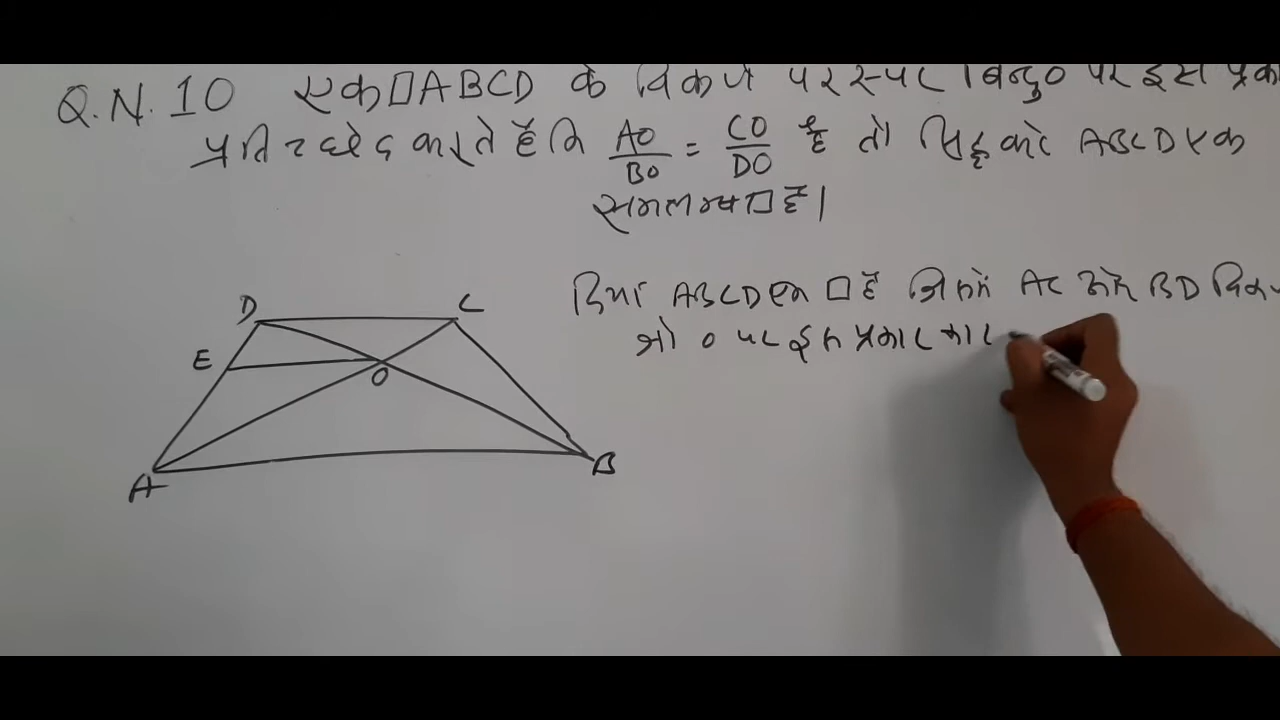 Q.N. 10 एक □ABCD के विकर्ण परस्पर बिन्दु O पर इस प्रका
प्रतिच्छेद करते हैं कि AO/BO = CO/DO है तो सिद्ध करें ABCD एक
समलम्ब □ है।
दिया ABCD एक □ है जिसमें AC और BD विकर्ण
जो O पर इस प्रकार का
D
C
E
O
A
B